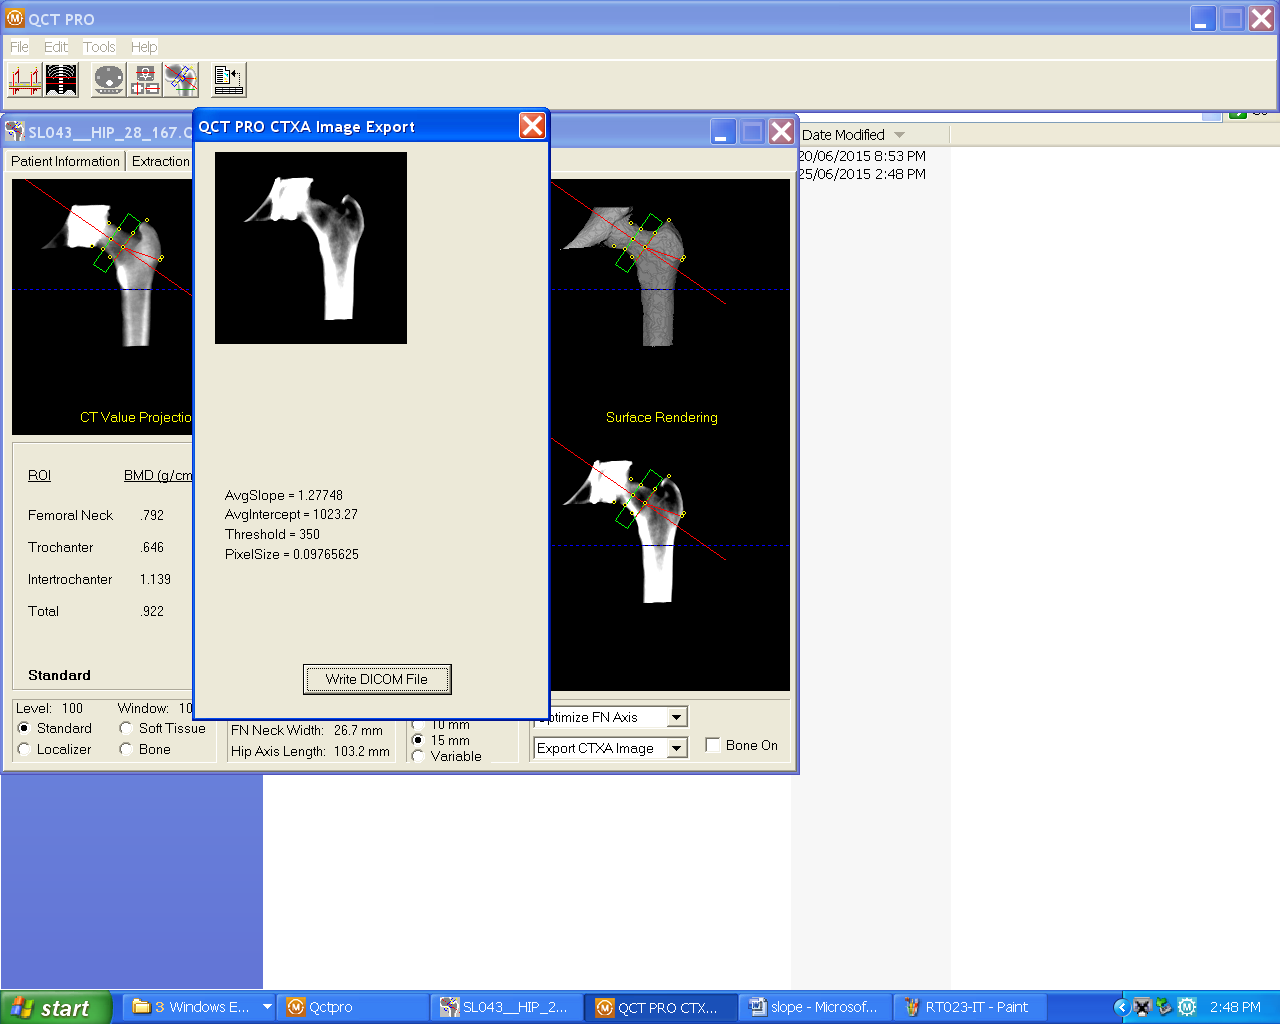 QCT PRO
File Edit Tools Help
SL043__HIP_28_167.Q
QCT PRO CTXA Image Export
Date Modified
20/06/2015 8:53 PM
25/06/2015 2:48 PM
Patient Information Extraction
CT Value Projectio
Surface Rendering
ROI BMD (g/cm
Femoral Neck .792
Trochanter .646
Intertrochanter 1.139
Total .922
Standard
AvgSlope = 1.27748
AvgIntercept = 1023.27
Threshold = 350
PixelSize = 0.09765625
Write DICOM File
Level: 100 Window: 10
Standard Soft Tissue
Localizer Bone
FN Neck Width: 26.7 mm
Hip Axis Length: 103.2 mm
10 mm
15 mm
Variable
Optimize FN Axis
Export CTXA Image
Bone On
start
3 Windows E...
Qctpro
SL043__HIP_2...
QCT PRO CTX...
slope - Microsof...
RT023-IT - Paint
2:48 PM